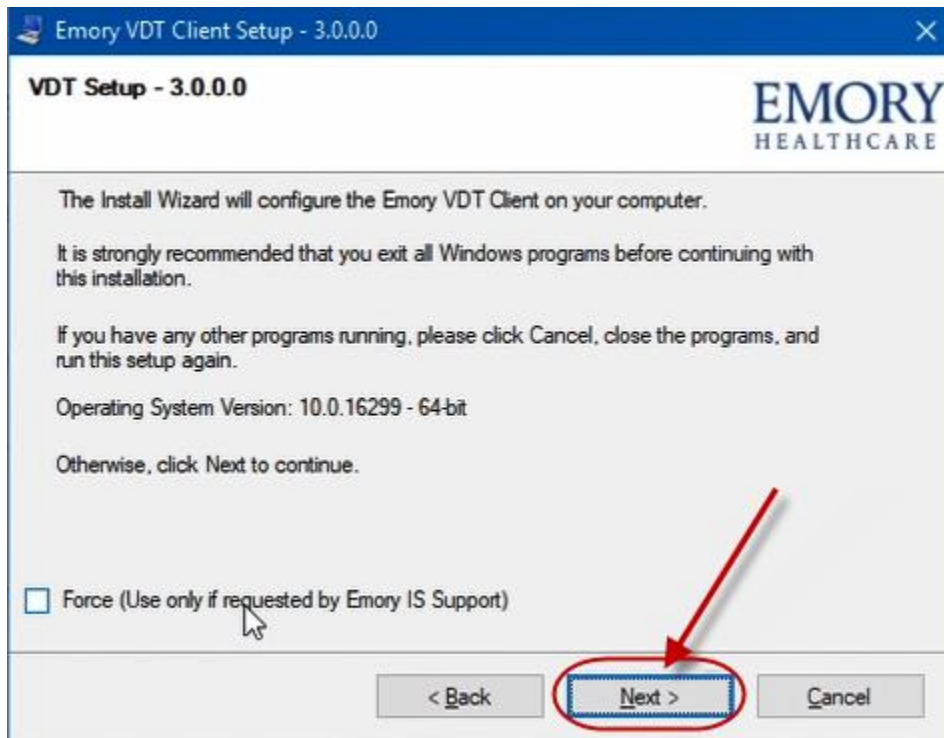 Emory VDT Client Setup - 3.0.0.0
VDT Setup - 3.0.0.0
EMORY
HEALTHCARE
The Install Wizard will configure the Emory VDT Client on your computer.
It is strongly recommended that you exit all Windows programs before continuing with
this installation.
If you have any other programs running, please click Cancel, close the programs, and
run this setup again.
Operating System Version: 10.0.16299 - 64-bit
Otherwise, click Next to continue.
Force (Use only if requested by Emory IS Support)
< Back
Next >
Cancel